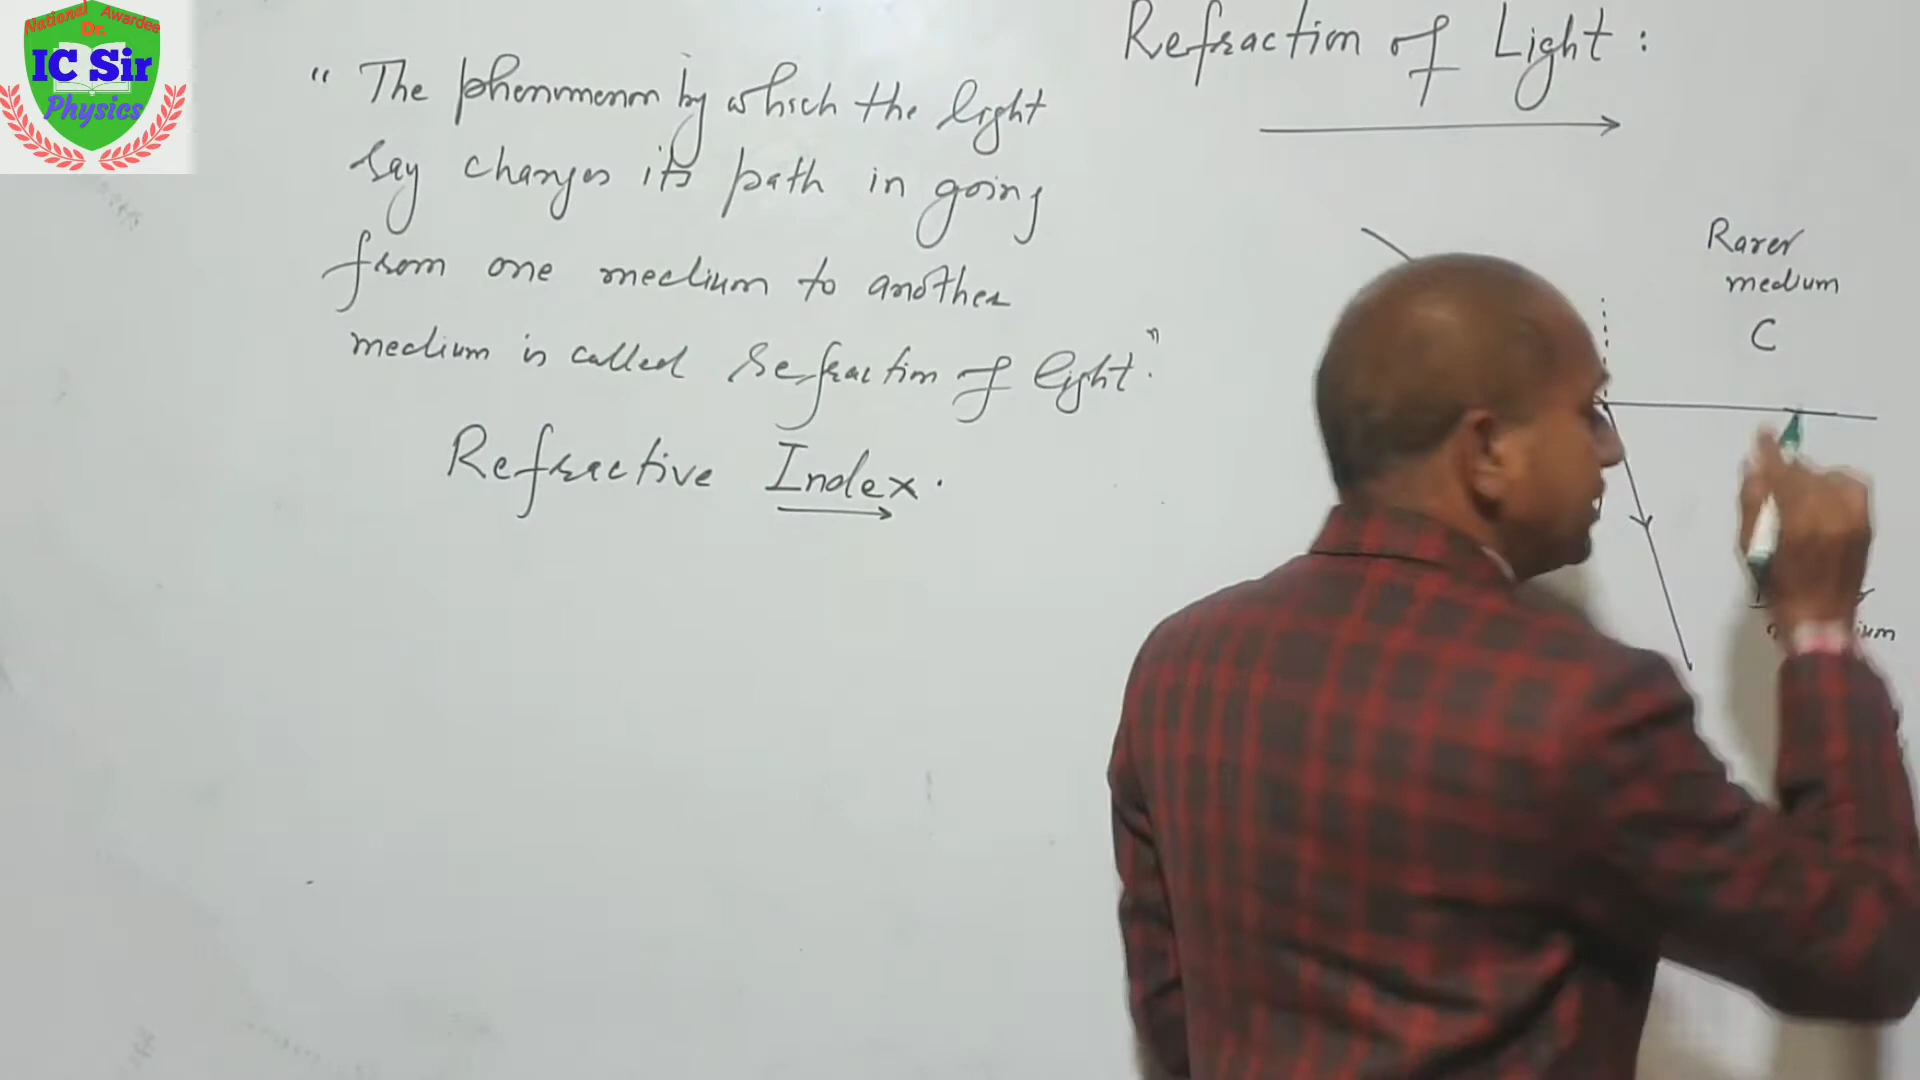 National Awardee
Dr.
IC Sir
Physics
Refraction of Light :
" The phenomenon by which the light
ray changes its path in going
from one medium to another
medium is called refraction of light."
Refractive Index.
Rarer
medium
C